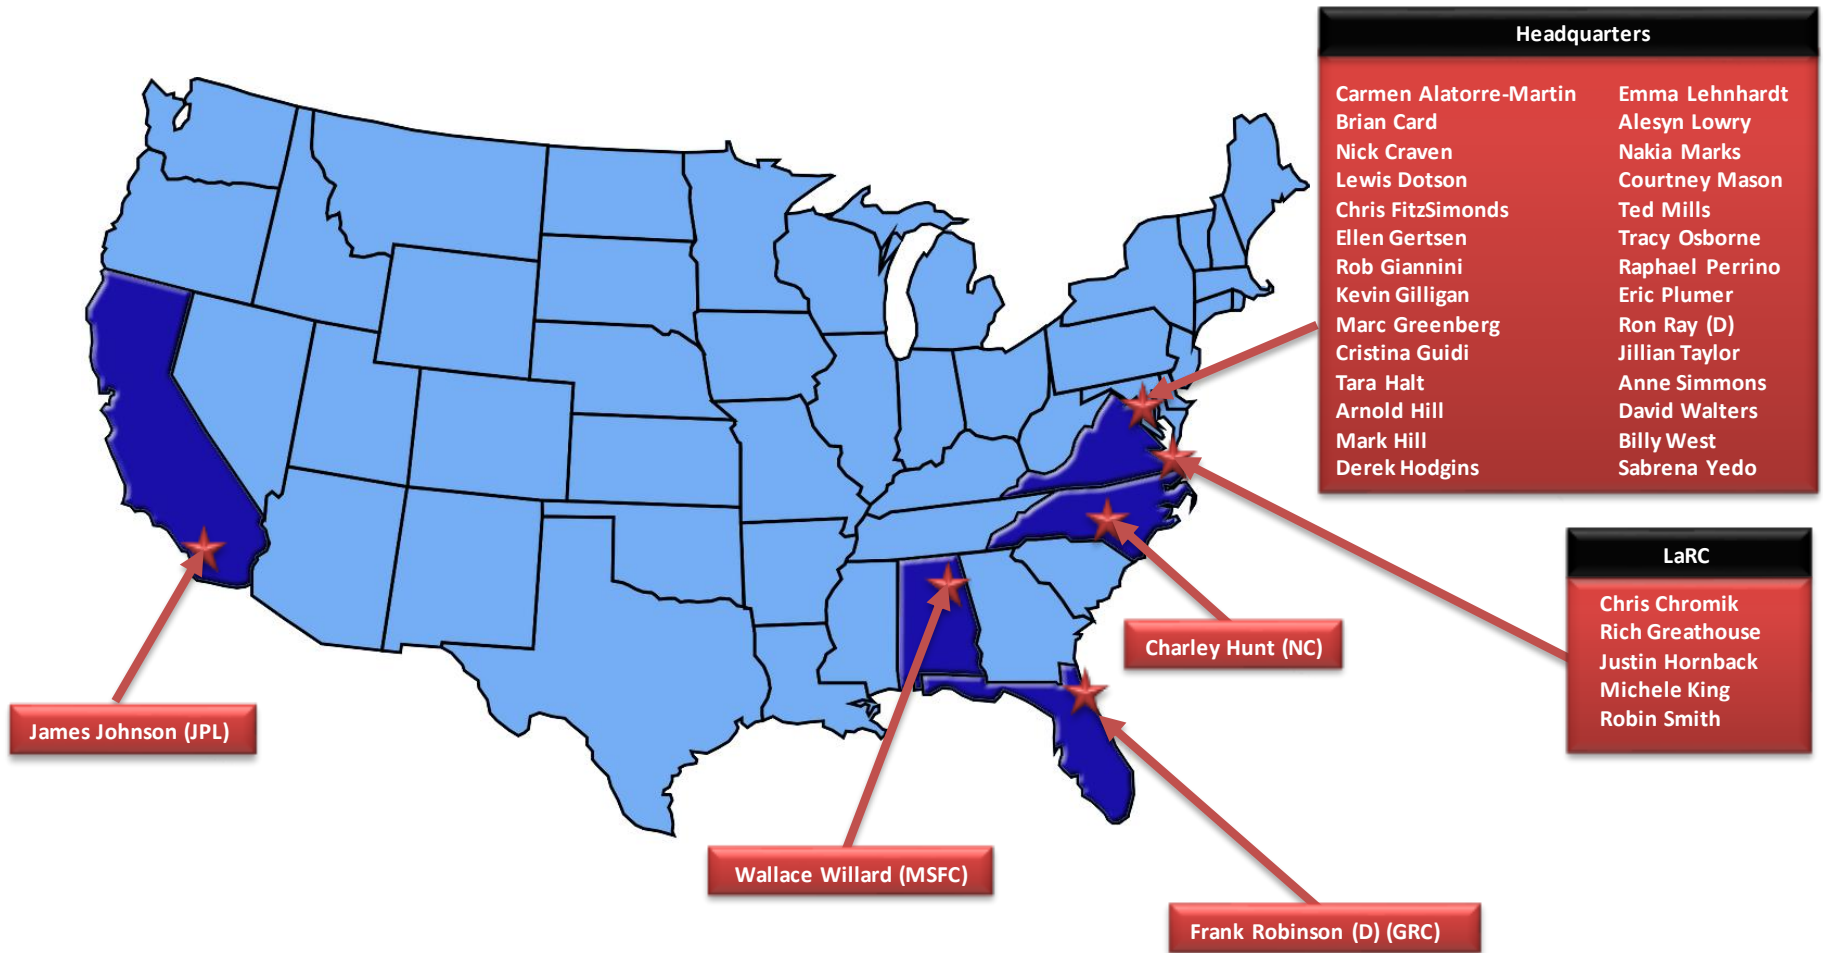 Headquarters
Carmen Alatorre-Martin
Brian Card
Nick Craven
Lewis Dotson
Chris FitzSimonds
Ellen Gertsen
Rob Giannini
Kevin Gilligan
Marc Greenberg
Cristina Guidi
Tara Halt
Arnold Hill
Mark Hill
Derek Hodgins
Emma Lehnhardt
Alesyn Lowry
Nakia Marks
Courtney Mason
Ted Mills
Tracy Osborne
Raphael Perrino
Eric Plumer
Ron Ray (D)
Jillian Taylor
Anne Simmons
David Walters
Billy West
Sabrena Yedo
LaRC
Chris Chromik
Rich Greathouse
Justin Hornback
Michele King
Robin Smith
Charley Hunt (NC)
James Johnson (JPL)
Wallace Willard (MSFC)
Frank Robinson (D) (GRC)